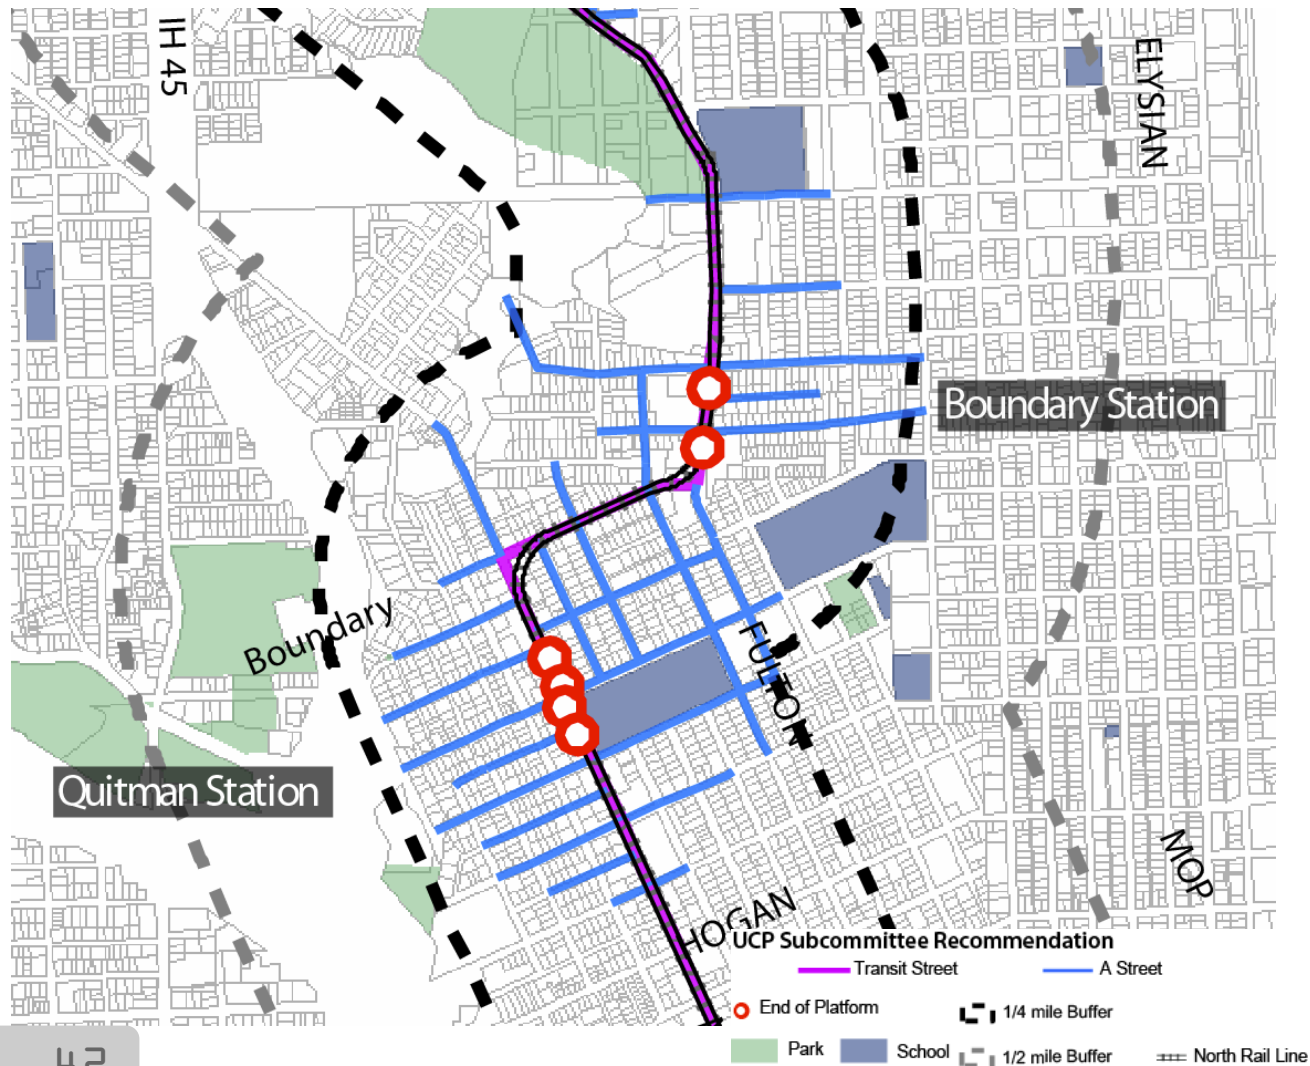 IH 45
ELYSIAN
Boundary Station
Boundary
FULTON
Quitman Station
MOP
HOGAN
UCP Subcommittee Recommendation
Transit Street
A Street
End of Platform
1/4 mile Buffer
Park
School
1/2 mile Buffer
North Rail Line